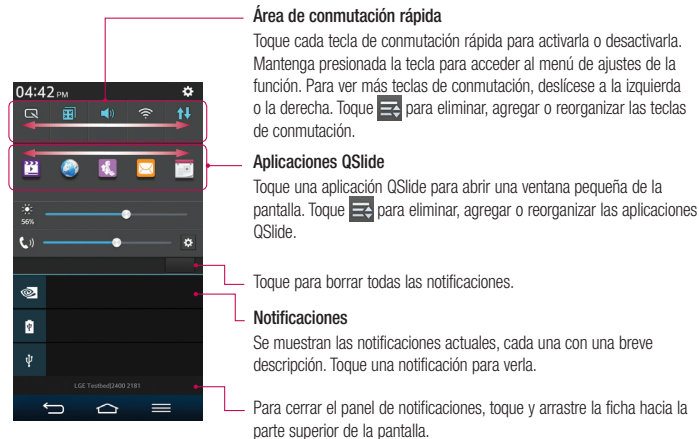 Área de conmutación rápida
Toque cada tecla de conmutación rápida para activarla o desactivarla.
Mantenga presionada la tecla para acceder al menú de ajustes de la
función. Para ver más teclas de conmutación, deslícese a la izquierda
o la derecha. Toque para eliminar, agregar o reorganizar las teclas
de conmutación.
Aplicaciones QSlide
Toque una aplicación QSlide para abrir una ventana pequeña de la
pantalla. Toque para eliminar, agregar o reorganizar las aplicaciones
QSlide.
Toque para borrar todas las notificaciones.
Notificaciones
Se muestran las notificaciones actuales, cada una con una breve
descripción. Toque una notificación para verla.
Para cerrar el panel de notificaciones, toque y arrastre la ficha hacia la
parte superior de la pantalla.
04:42 PM
56%
LGE Testbed(2400 2181